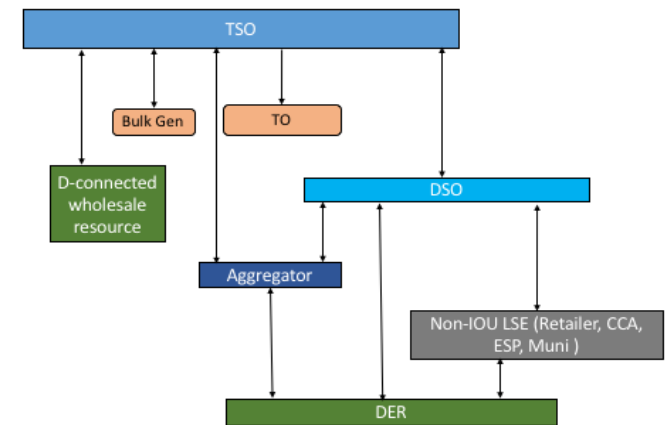 TSO
Bulk Gen
TO
D-connected
wholesale
resource
DSO
Aggregator
Non-IOU LSE (Retailer, CCA,
ESP, Muni )
DER